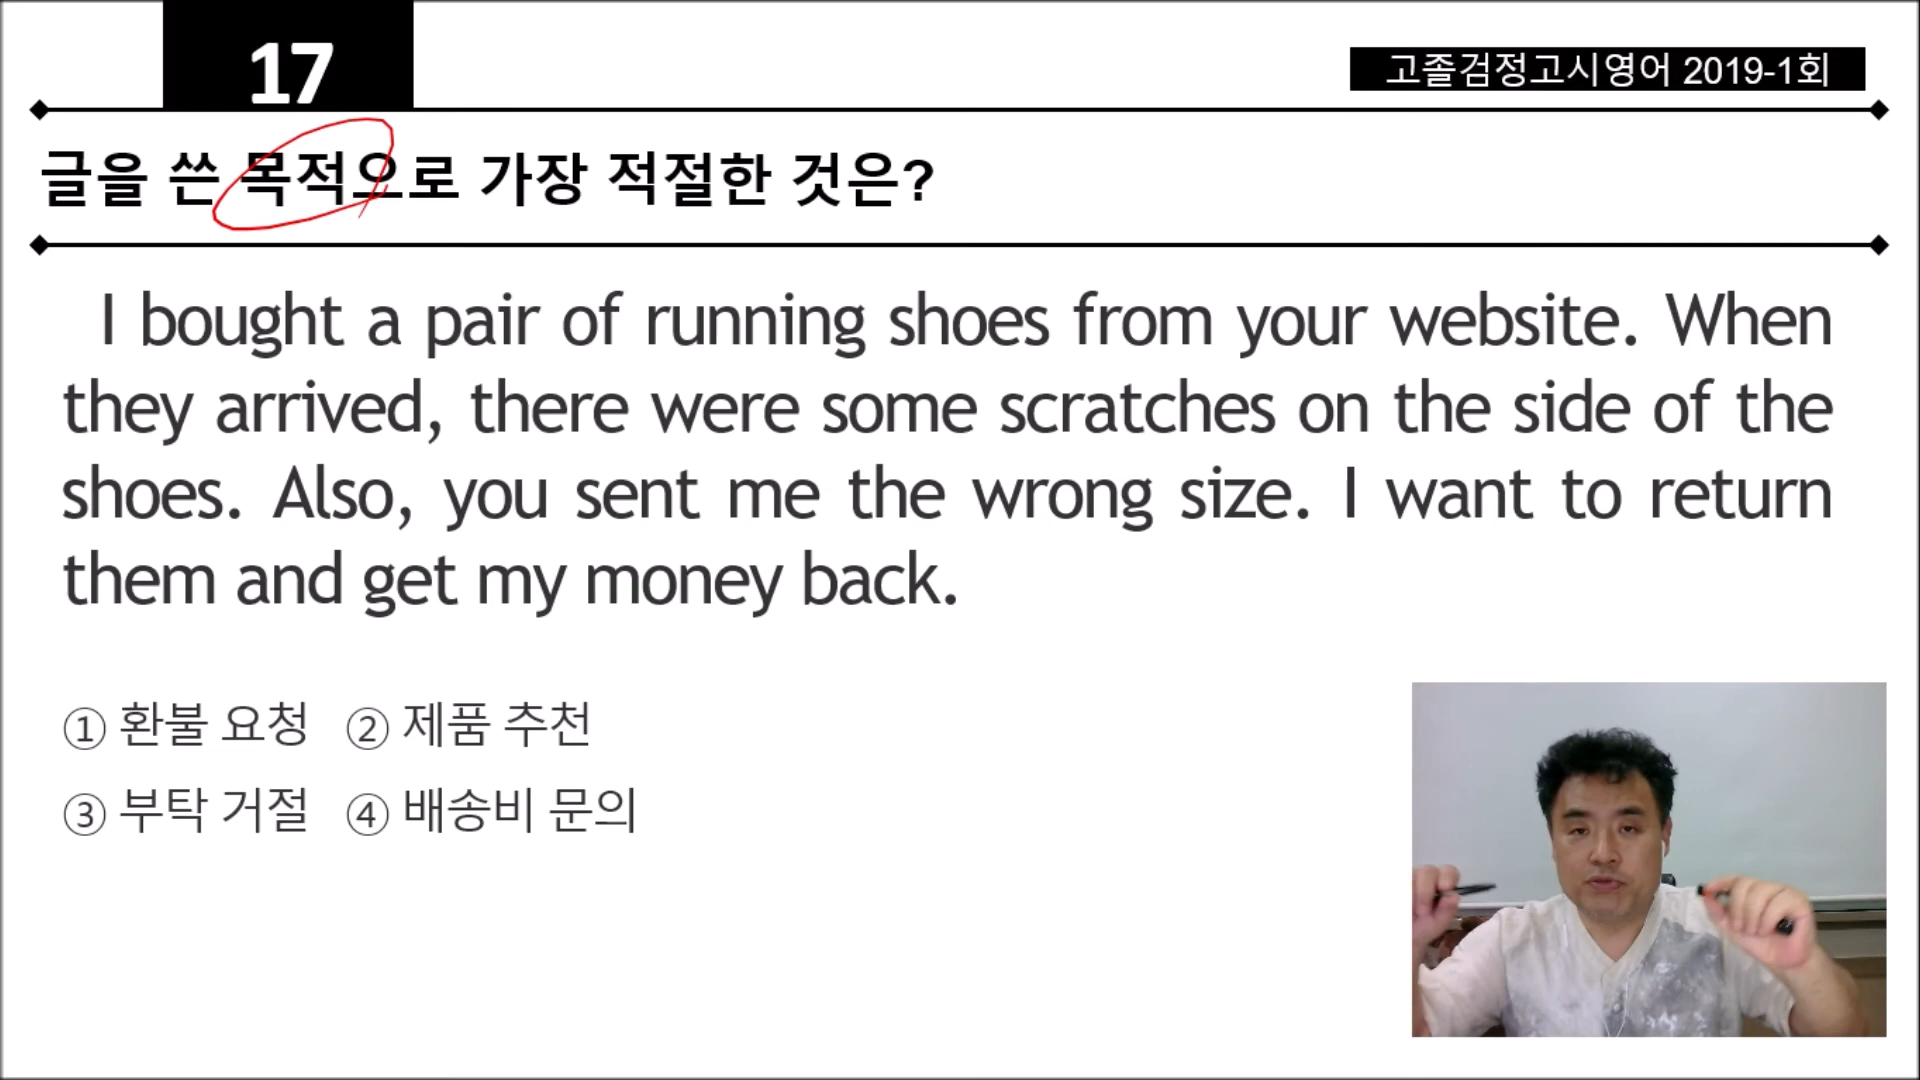 17
고졸검정고시영어 2019-1회
글을 쓴 목적으로 가장 적절한 것은?
I bought a pair of running shoes from your website. When
they arrived, there were some scratches on the side of the
shoes. Also, you sent me the wrong size. I want to return
them and get my money back.
① 환불 요청 ② 제품 추천
③ 부탁 거절 ④ 배송비 문의